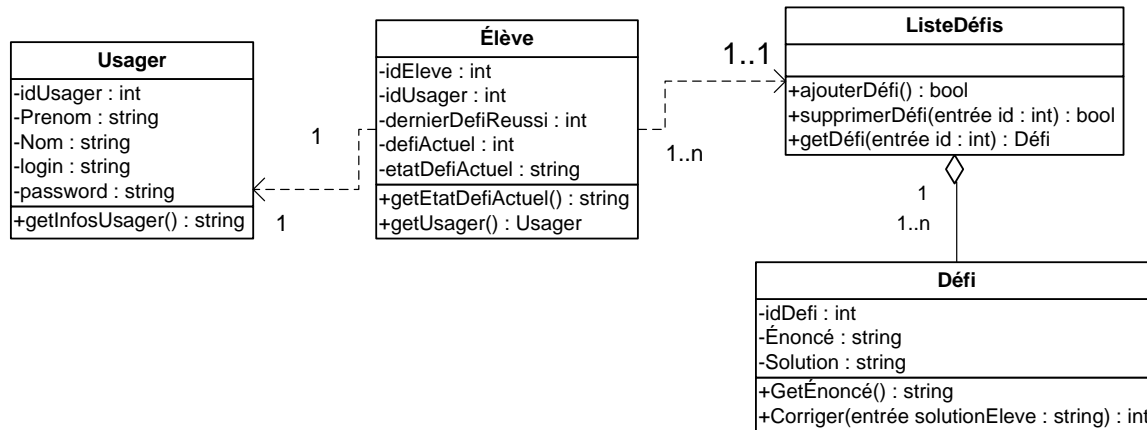 Usager
-idUsager : int
-Prenom : string
-Nom : string
-login : string
-password : string
+getInfosUsager() : string
1
1
Élève
-idEleve : int
-idUsager : int
-dernierDefiReussi : int
-defiActuel : int
-etatDefiActuel : string
+getEtatDefiActuel() : string
+getUsager() : Usager
1..1
1..n
ListeDéfis
+ajouterDéfi() : bool
+supprimerDéfi(entrée id : int) : bool
+getDéfi(entrée id : int) : Défi
1
1..n
Défi
-idDefi : int
-Énoncé : string
-Solution : string
+GetÉnoncé() : string
+Corriger(entrée solutionEleve : string) : int